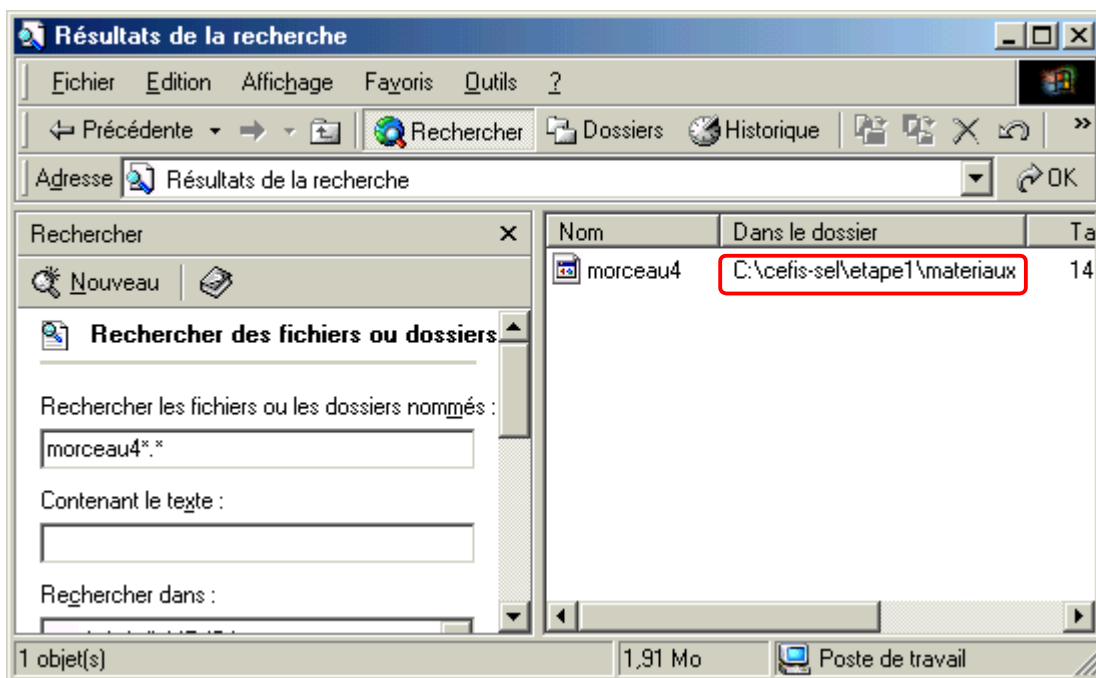 Résultats de la recherche
Fichier Edition Affichage Favoris Outils ?
Précédente Rechercher Dossiers Historique »
Adresse Résultats de la recherche OK
Rechercher
Nouveau
Rechercher des fichiers ou dossiers
Rechercher les fichiers ou les dossiers nommés :
morceau4*.*
Contenant le texte :
Rechercher dans :
Nom Dans le dossier Ta
morceau4 C:\cefis-sel\etape1\materiaux 14
1 objet(s) 1,91 Mo Poste de travail